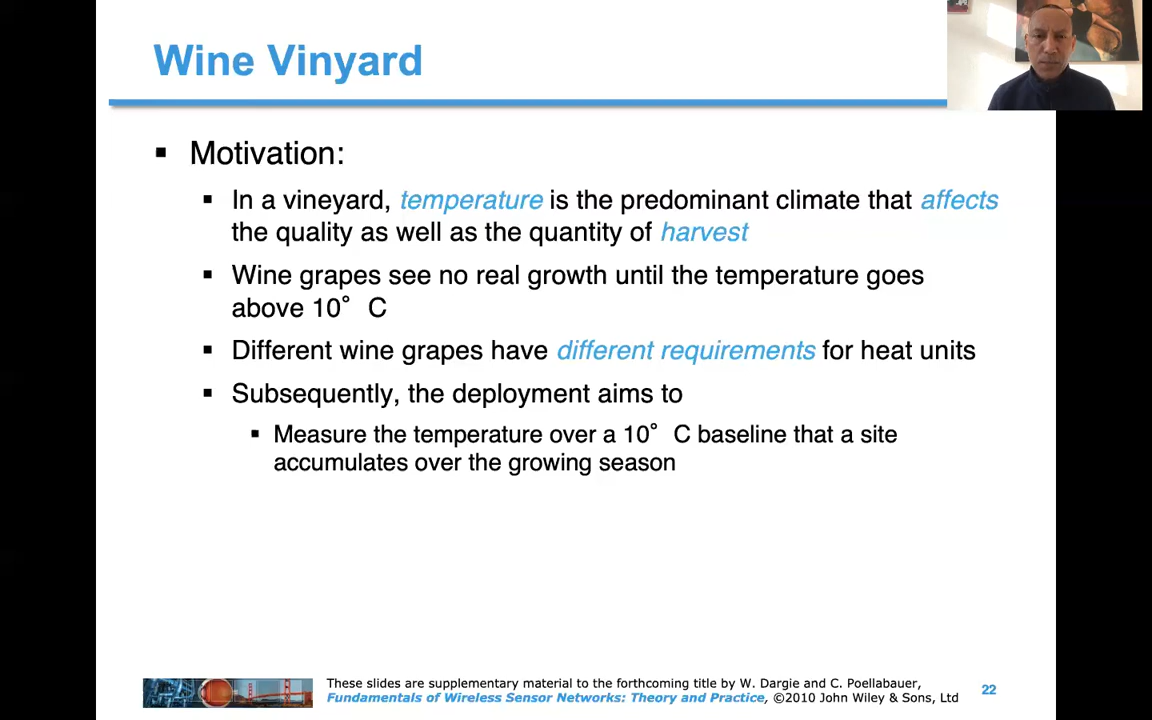 Wine Vinyard
▪ Motivation:
▪ In a vineyard, temperature is the predominant climate that affects
the quality as well as the quantity of harvest
▪ Wine grapes see no real growth until the temperature goes
above 10° C
▪ Different wine grapes have different requirements for heat units
▪ Subsequently, the deployment aims to
▪ Measure the temperature over a 10° C baseline that a site
accumulates over the growing season
These slides are supplementary material to the forthcoming title by W. Dargie and C. Poellabauer,
Fundamentals of Wireless Sensor Networks: Theory and Practice, ©2010 John Wiley & Sons, Ltd
22